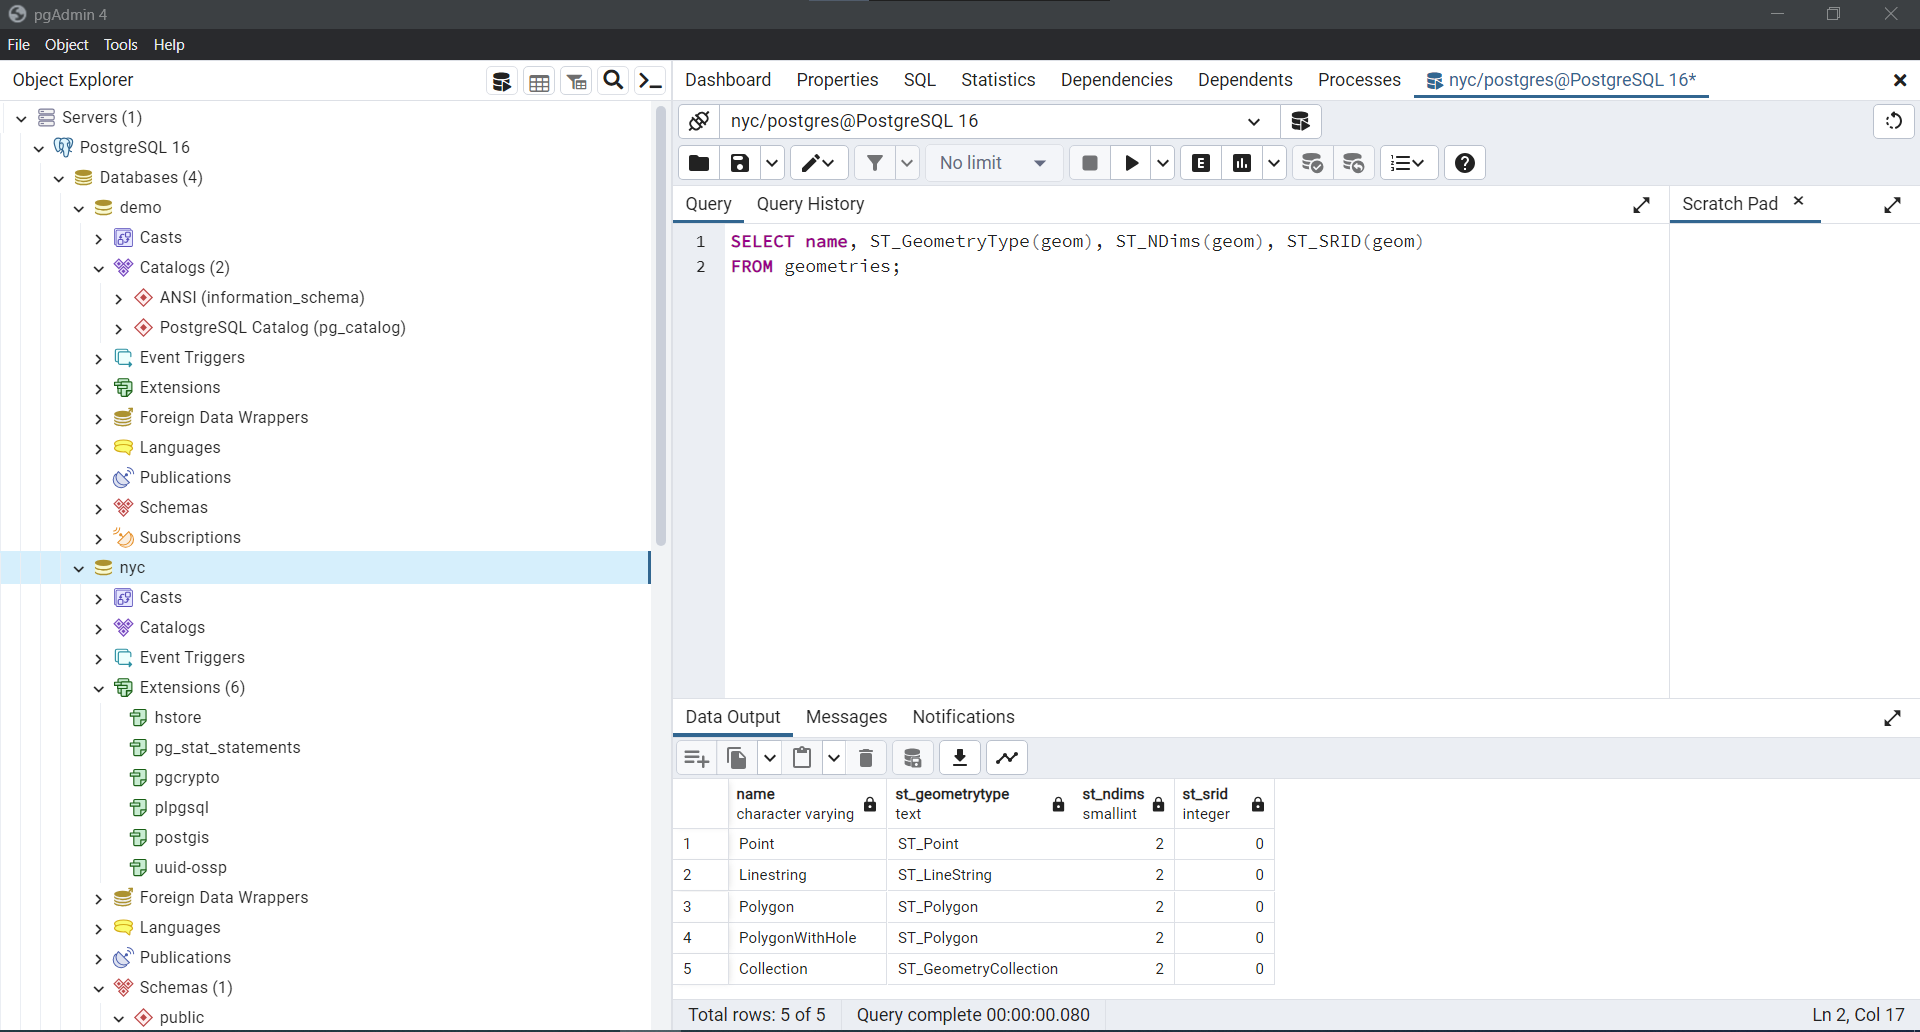 pgAdmin 4
File Object Tools Help
Object Explorer
Servers (1)
PostgreSQL 16
Databases (4)
demo
Casts
Catalogs (2)
ANSI (information_schema)
PostgreSQL Catalog (pg_catalog)
Event Triggers
Extensions
Foreign Data Wrappers
Languages
Publications
Schemas
Subscriptions
nyc
Casts
Catalogs
Event Triggers
Extensions (6)
hstore
pg_stat_statements
pgcrypto
plpgsql
postgis
uuid-ossp
Foreign Data Wrappers
Languages
Publications
Schemas (1)
public
Dashboard Properties SQL Statistics Dependencies Dependents Processes nyc/postgres@PostgreSQL 16*
nyc/postgres@PostgreSQL 16
No limit E
Query Query History Scratch Pad
1 SELECT name, ST_GeometryType(geom), ST_NDims(geom), ST_SRID(geom)
2 FROM geometries;
Data Output Messages Notifications
name st_geometrytype st_ndims st_srid
character varying text smallint integer
1 Point ST_Point 2 0
2 Linestring ST_LineString 2 0
3 Polygon ST_Polygon 2 0
4 PolygonWithHole ST_Polygon 2 0
5 Collection ST_GeometryCollection 2 0
Total rows: 5 of 5 Query complete 00:00:00.080 Ln 2, Col 17